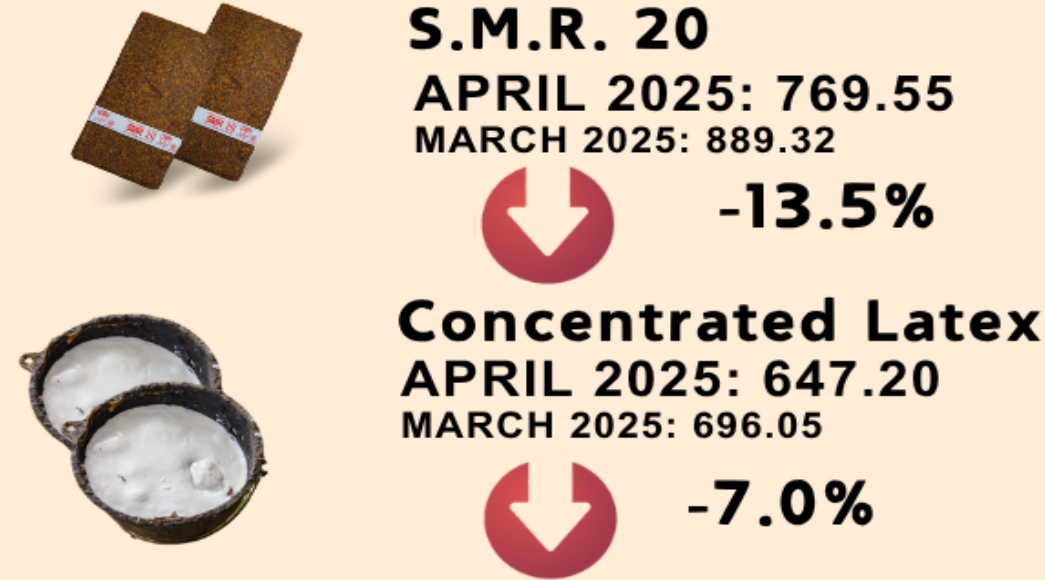 S.M.R. 20
APRIL 2025: 769.55
MARCH 2025: 889.32
-13.5%
Concentrated Latex
APRIL 2025: 647.20
MARCH 2025: 696.05
-7.0%